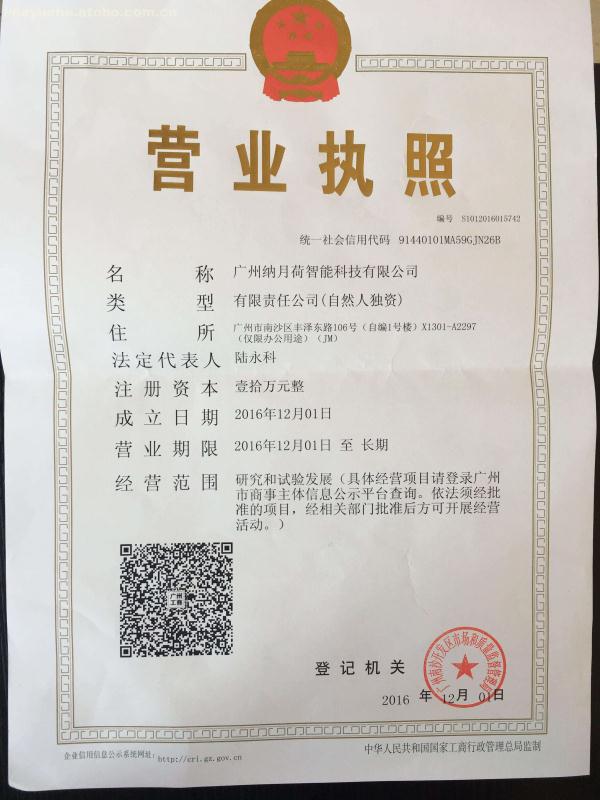 营业执照
编号 S1012016015742
统一社会信用代码 91440101MA59GJN26B
名称 广州纳月荷智能科技有限公司
类型 有限责任公司(自然人独资)
住所 广州市南沙区丰泽东路106号（自编1号楼）X1301-A2297
（仅限办公用途）（JM）
法定代表人 陆永科
注册资本 壹拾万元整
成立日期 2016年12月01日
营业期限 2016年12月01日 至 长期
经营范围 研究和试验发展（具体经营项目请登录广州
市商事主体信息公示平台查询。依法须经批
准的项目，经相关部门批准后方可开展经营
活动。）
广州
工商
登记机关
广州南沙开发区市场和质量监督管理局
2016 年 12月 01日
企业信用信息公示系统网址: http://cri.gz.gov.cn
中华人民共和国国家工商行政管理总局监制